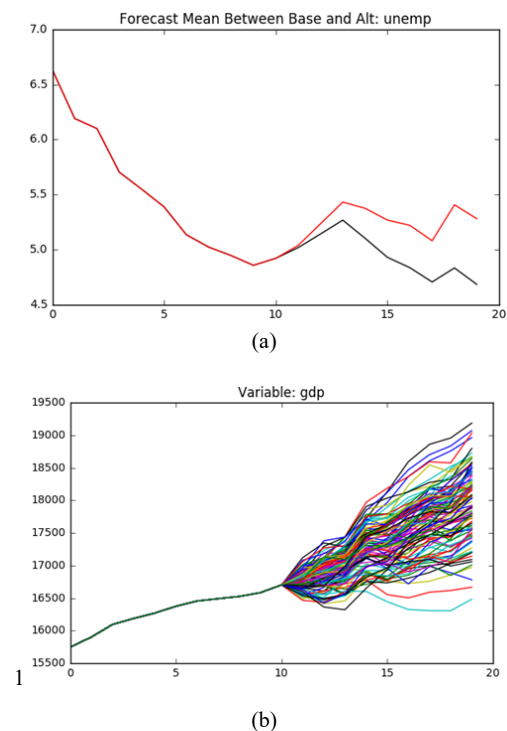 Forecast Mean Between Base and Alt: unemp
7.0
6.5
6.0
5.5
5.0
4.5
0 5 10 15 20
(a)
Variable: gdp
19500
19000
18500
18000
17500
17000
16500
16000
15500
0 5 10 15 20
1
(b)